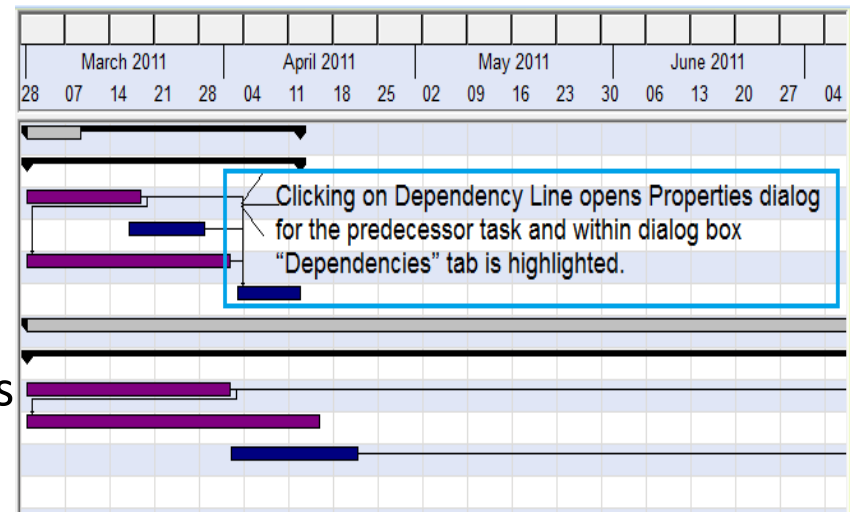 March 2011 April 2011 May 2011 June 2011
28 07 14 21 28 04 11 18 25 02 09 16 23 30 06 13 20 27 04
Clicking on Dependency Line opens Properties dialog
for the predecessor task and within dialog box
“Dependencies” tab is highlighted.
s